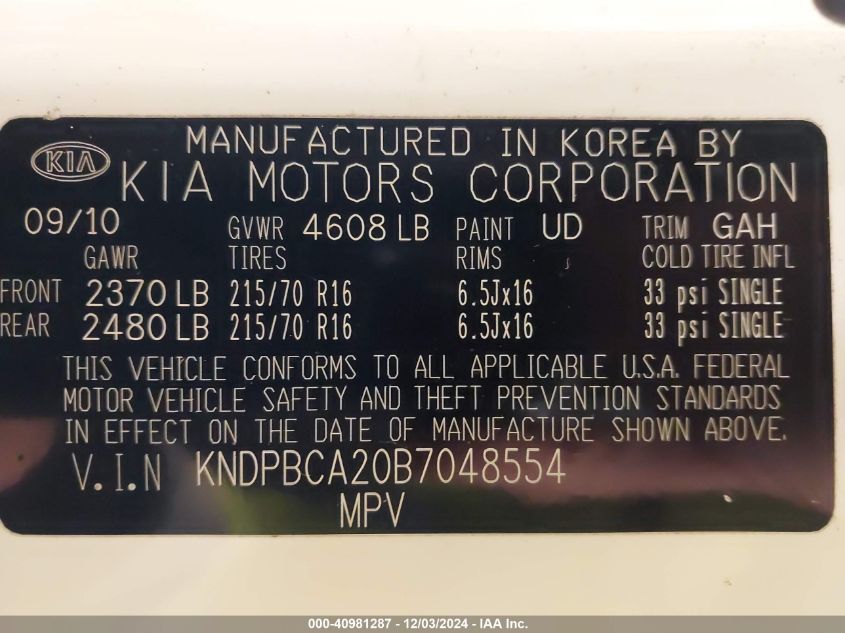 MANUFACTURED IN KOREA BY
KIA KIA MOTORS CORPORATION
09/10 GVWR 4608 LB PAINT UD TRIM GAH
GAWR TIRES RIMS COLD TIRE INFL
FRONT 2370 LB 215/70 R16 6.5Jx16 33 psi SINGLE
REAR 2480 LB 215/70 R16 6.5Jx16 33 psi SINGLE
THIS VEHICLE CONFORMS TO ALL APPLICABLE U.S.A. FEDERAL
MOTOR VEHICLE SAFETY AND THEFT PREVENTION STANDARDS
IN EFFECT ON THE DATE OF MANUFACTURE SHOWN ABOVE.
V.I.N KNDPBCA20B7048554
MPV
000-40981287 - 12/03/2024 - IAA Inc.